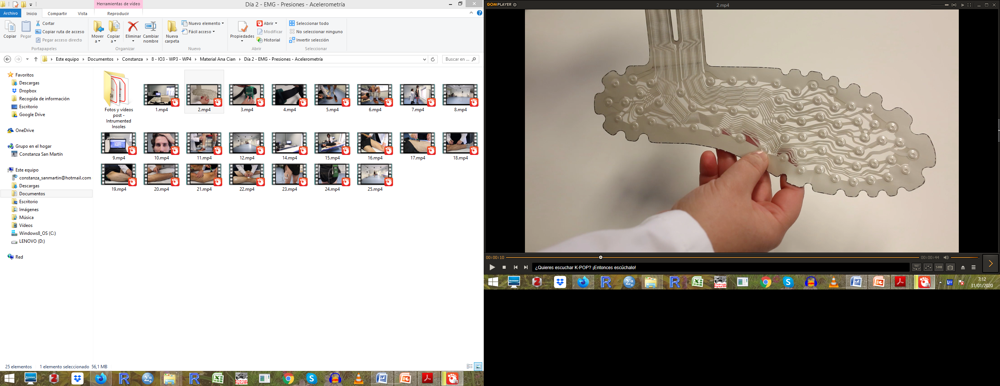 Herramientas de vídeo
Día 2 - EMG - Presiones - Acelerometría
Archivo Inicio Compartir Vista Reproducir
Copiar
Pegar
Cortar
Copiar ruta de acceso
Pegar acceso directo
Portapapeles
Mover a
Copiar a
Eliminar
Cambiar nombre
Organizar
Nueva carpeta
Nuevo elemento
Fácil acceso
Nuevo
Propiedades
Abrir
Modificar
Historial
Abrir
Seleccionar todo
No seleccionar ninguno
Invertir selección
Seleccionar
Este equipo Documentos Constanza 8 - IO3 - WP3 - WP4 Material Ana Cian Día 2 - EMG - Presiones - Acelerometría
Buscar en ...
Favoritos
Descargas
Dropbox
Recogida de información
Escritorio
Google Drive
OneDrive
Grupo en el hogar
Constanza San Martín
Este equipo
constanza_sanmartin@hotmail.com
Descargas
Documentos
Escritorio
Imágenes
Música
Vídeos
Windows8_OS (C:)
LENOVO (D:)
Red
Fotos y vídeos
post -
Intrumented
Insoles
1.mp4 2.mp4 3.mp4 4.mp4 5.mp4 6.mp4 7.mp4 8.mp4
9.mp4 10.mp4 11.mp4 12.mp4 14.mp4 15.mp4 16.mp4 17.mp4 18.mp4
19.mp4 20.mp4 21.mp4 22.mp4 23.mp4 24.mp4 25.mp4
25 elementos 1 elemento seleccionado 56,1 MB
GOMPLAYER
2.mp4
00:00:10
00:00:44
¿Quieres escuchar K-POP? ¡Entonces escúchalo!
360°
SUB
7:12
31/01/2020